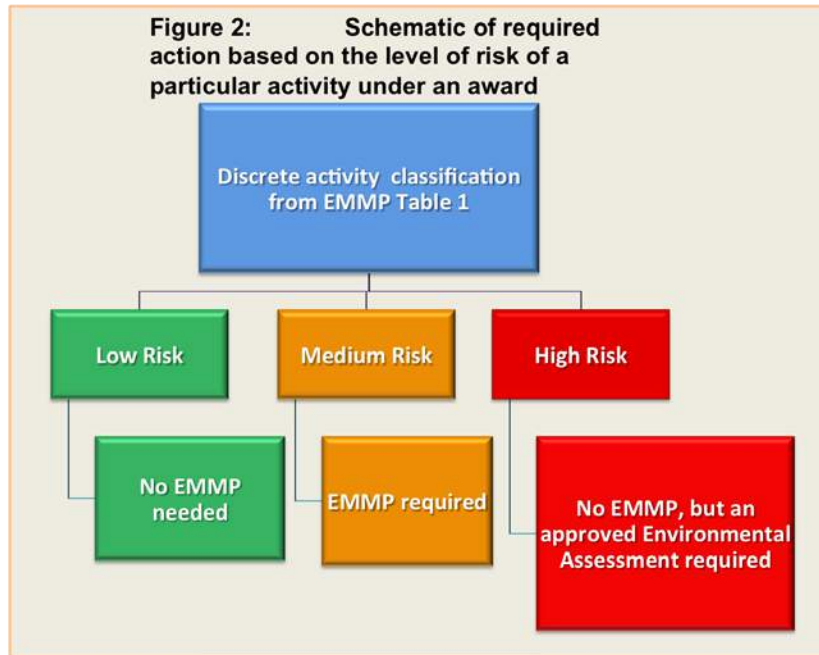 Figure 2: Schematic of required
action based on the level of risk of a
particular activity under an award
Discrete activity classification
from EMMP Table 1
Low Risk
Medium Risk
High Risk
No EMMP
needed
EMMP required
No EMMP, but an
approved Environmental
Assessment required